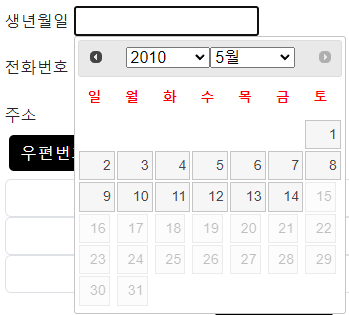 생년월일
2010 5월
전화번호
일 월 화 수 목 금 토
주소
1
우편번
2 3 4 5 6 7 8
9 10 11 12 13 14 15
16 17 18 19 20 21 22
23 24 25 26 27 28 29
30 31